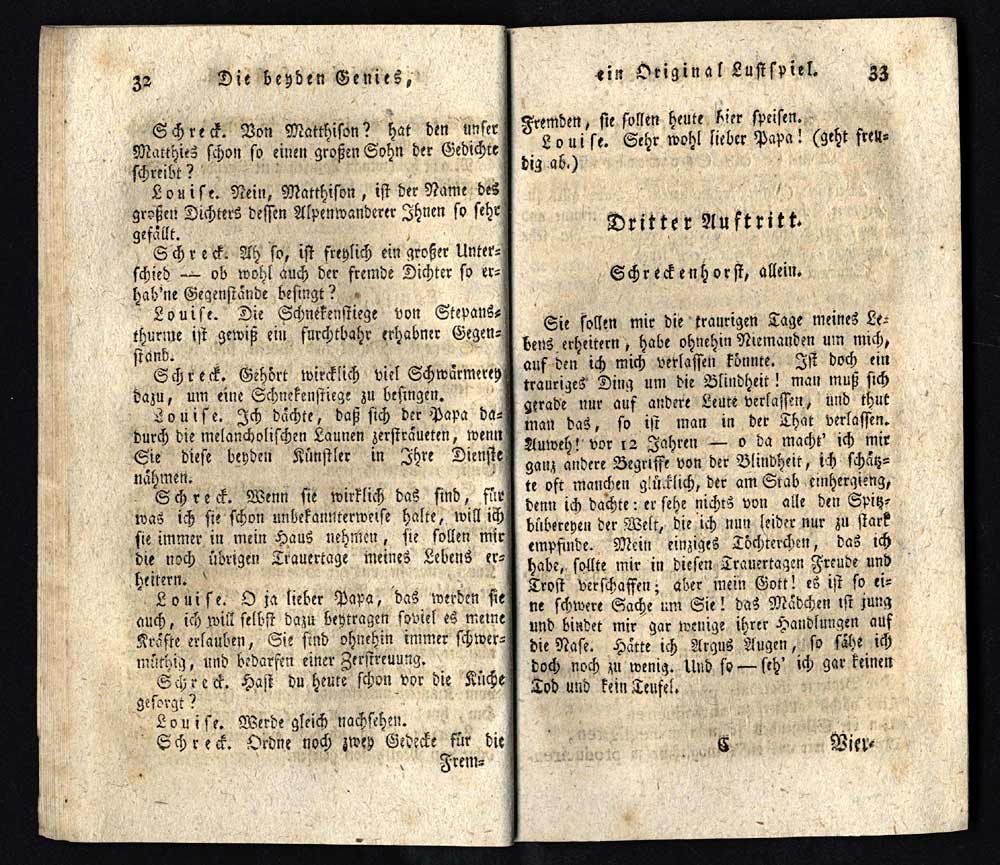 32 Die beyden Genies,
Schreck. Von Matthison? hat den unser
Matthies schon so einen großen Sohn der Gedichte
schreibt?
Louise. Nein, Matthison, ist der Name des
großen Dichters dessen Alpenwanderer Ihnen so sehr
gefällt.
Schreck. Ah so, ist freylich ein großer Unter-
schied — ob wohl auch der fremde Dichter so er-
hab'ne Gegenstände besingt?
Louise. Die Schnekenstiege von Stepans-
thurme ist gewiß ein furchtbahr erhabner Gegen-
stand.
Schreck. Gehört wircklich viel Schwärmerey
dazu, um eine Schnekenstiege zu besingen.
Louise. Ich dächte, daß sich der Papa da-
durch die melancholischen Launen zersträueten, wenn
Sie diese beyden Künstler in Ihre Dienste
nähmen.
Schreck. Wenn sie wirklich das sind, für
was ich sie schon unbekannterweise halte, will ich
sie immer in mein Haus nehmen, sie sollen mir
die noch übrigen Trauertage meines Lebens er-
heitern.
Louise. O ja lieber Papa, das werden sie
auch, ich will selbst dazu beytragen soviel es meine
Kräfte erlauben, Sie sind ohnehin immer schwer-
müthig, und bedarfen einer Zerstreuung.
Schreck. Hast du heute schon vor die Küche
gesorgt?
Louise. Werde gleich nachsehen.
Schreck. Ordne noch zwey Gedecke für die
Frem-
ein Original Lustspiel. 33
Fremden, sie sollen heute hier speisen.
Louise. Sehr wohl lieber Papa! (geht freu-
dig ab.)
Dritter Auftritt.
Schreckenhorst, allein.
Sie sollen mir die traurigen Tage meines Le-
bens erheitern, habe ohnehin Niemanden um mich,
auf den ich mich verlassen könnte. Ist doch ein
trauriges Ding um die Blindheit! man muß sich
gerade nur auf andere Leute verlassen, und thut
man das, so ist man in der That verlassen.
Auweh! vor 12 Jahren — o da macht' ich mir
ganz andere Begriffe von der Blindheit, ich schätz-
te oft manchen glücklich, der am Stab einhergieng,
denn ich dachte: er sehe nichts von alle den Spitz-
bübereyen der Welt, die ich nun leider nur zu stark
empfinde. Mein einziges Töchterchen, das ich
habe, sollte mir in diesen Trauertagen Freude und
Trost verschaffen; aber mein Gott! es ist so ei-
ne schwere Sache um Sie! das Mädchen ist jung
und bindet mir gar wenige ihrer Handlungen auf
die Nase. Hätte ich Argus Augen, so sähe ich
doch noch zu wenig. Und so — seh' ich gar keinen
Tod und kein Teufel.
C Vier-